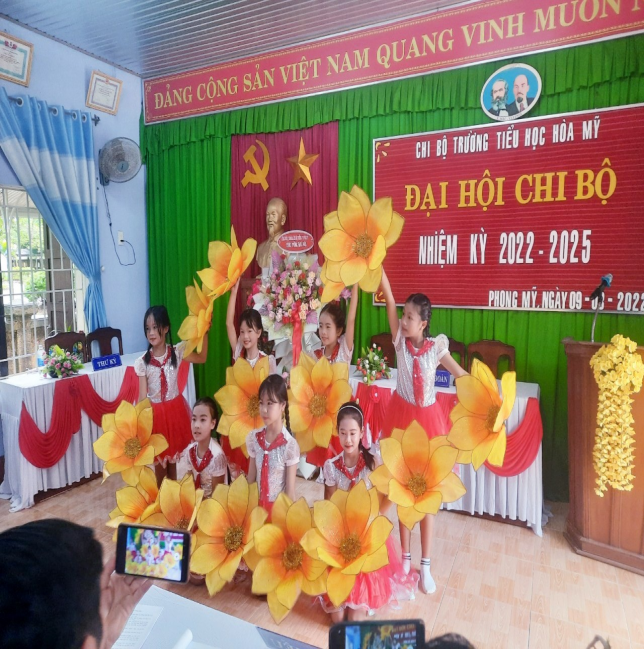 ĐẢNG CỘNG SẢN VIỆT NAM QUANG VINH MUÔN N
CHI BỘ TRƯỜNG TIỂU HỌC HÒA MỸ
ĐẠI HỘI CHI BỘ
NHIỆM KỲ 2022-2025
PHONG MỸ, NGÀY 09
THƯ KÝ
ĐOÀN